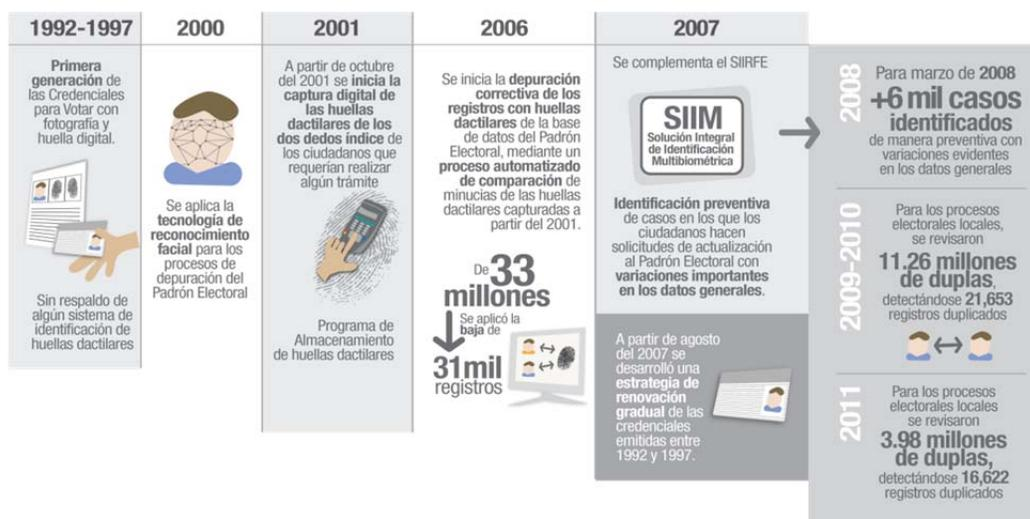 1992-1997
Primera
generación de
las Credenciales
para Votar con
fotografía y
huella digital.
Sin respaldo de
algún sistema de
identificación de
huellas dactilares
2000
Se aplica la
tecnología de
reconocimiento
facial para los
procesos de
depuración del
Padrón Electoral
2001
A partir de octubre
del 2001 se inicia la
captura digital de
las huellas
dactilares de los
dos dedos índice de
los ciudadanos que
requerían realizar
algún trámite
Programa de
Almacenamiento
de huellas dactilares
2006
Se inicia la depuración
correctiva de los
registros con huellas
dactilares de la base
de datos del Padrón
Electoral, mediante un
proceso automatizado
de comparación de
minucias de las huellas
dactilares capturadas a
partir del 2001.
De 33
millones
Se aplicó la
baja de
31mil
registros
2007
Se complementa el SIIRFE
SIIM
Solución Integral
de Identificación
Multibiométrica
Identificación preventiva
de casos en los que los
ciudadanos hacen
solicitudes de actualización
al Padrón Electoral con
variaciones importantes
en los datos generales.
A partir de agosto
del 2007 se
desarrolló una
estrategia de
renovación
gradual de las
credenciales
emitidas entre
1992 y 1997.
2008
Para marzo de 2008
+6 mil casos
identificados
de manera preventiva con
variaciones evidentes
en los datos generales
2009-2010
Para los procesos
electorales locales,
se revisaron
11.26 millones
de duplas,
detectándose 21,653
registros duplicados
2011
Para los procesos
electorales locales
se revisaron
3.98 millones
de duplas,
detectándose 16,622
registros duplicados